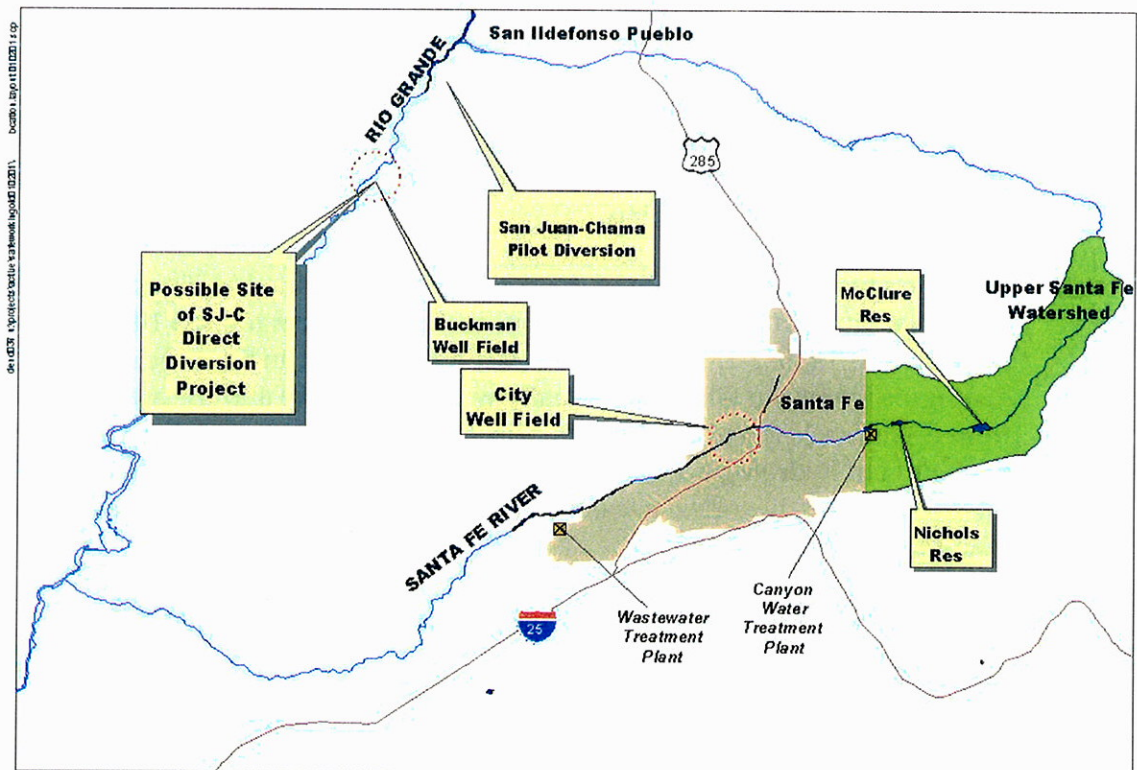 San Ildefonso Pueblo
RIO GRANDE
285
San Juan-Chama
Pilot Diversion
Possible Site
of SJ-C
Direct
Diversion
Project
Buckman
Well Field
McClure
Res
Upper Santa Fe
Watershed
City
Well Field
Santa Fe
SANTA FE RIVER
Nichols
Res
25
Wastewater
Treatment
Plant
Canyon
Water
Treatment
Plant